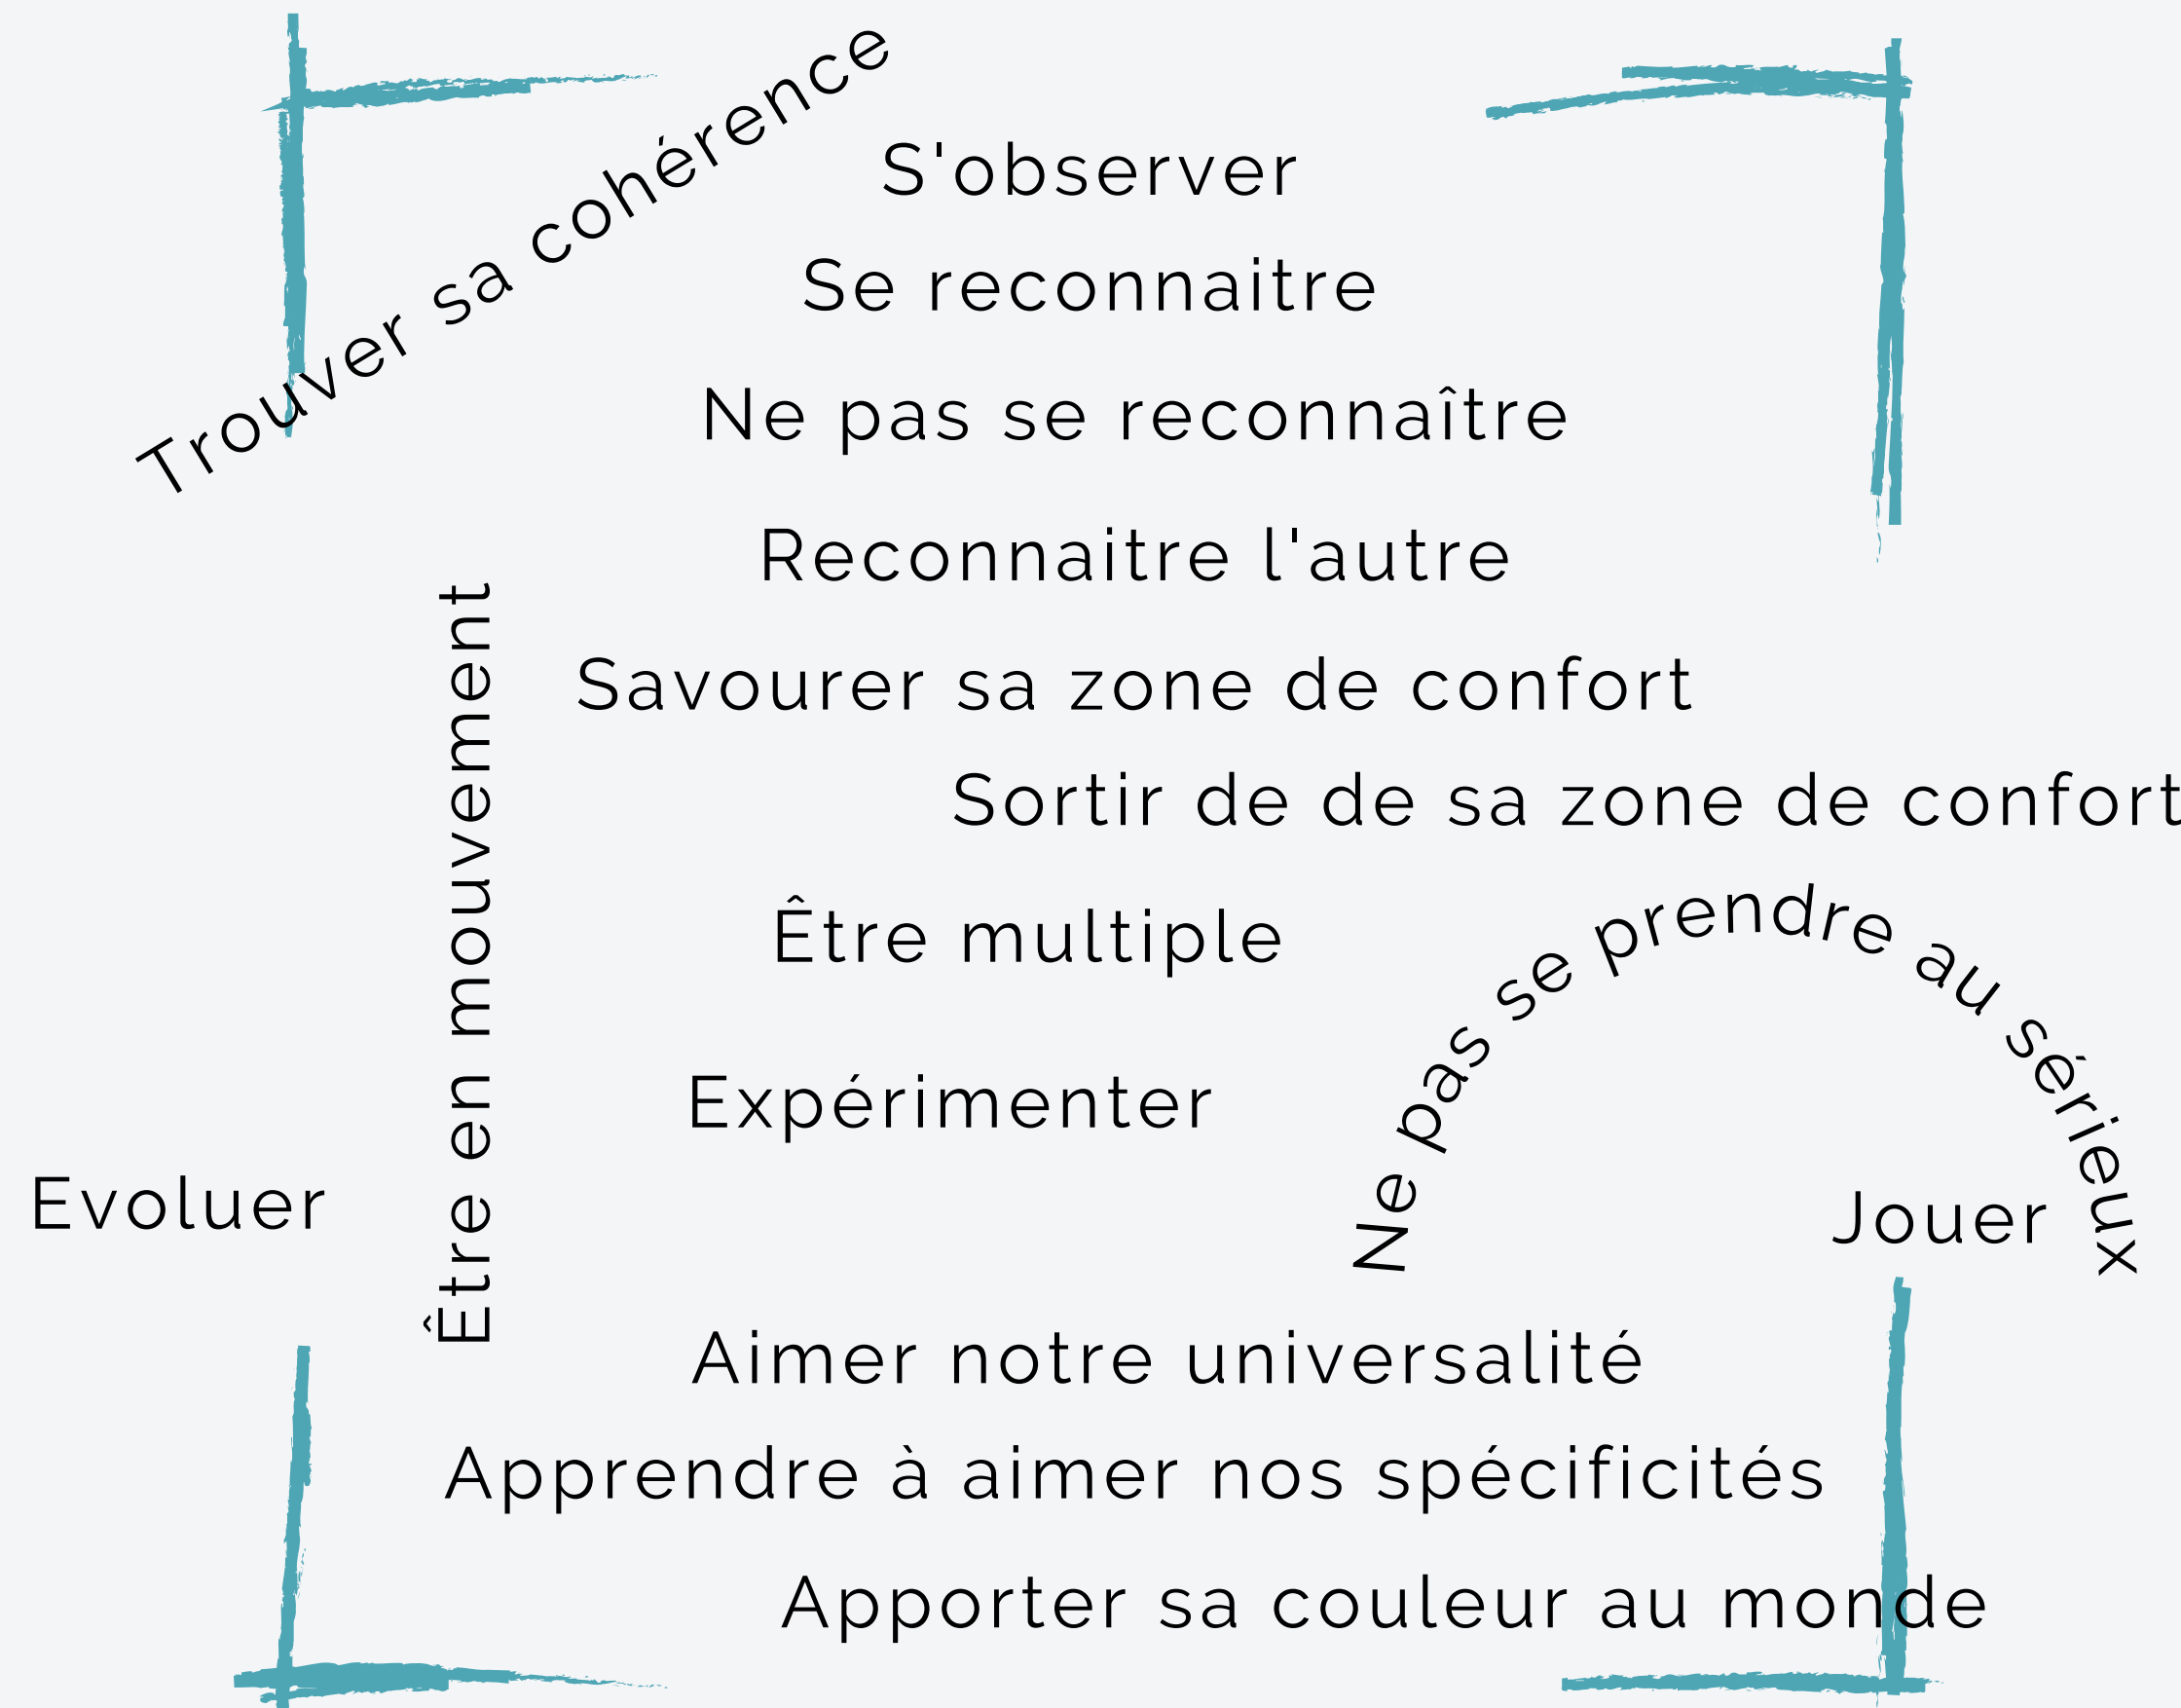 Trouver sa cohérence
S'observer
Se reconnaitre
Ne pas se reconnaître
Reconnaitre l'autre
Être en mouvement
Savourer sa zone de confort
Sortir de de sa zone de confort
Être multiple
Ne pas se prendre au sérieux
Expérimenter
Evoluer
Jouer
Aimer notre universalité
Apprendre à aimer nos spécificités
Apporter sa couleur au monde